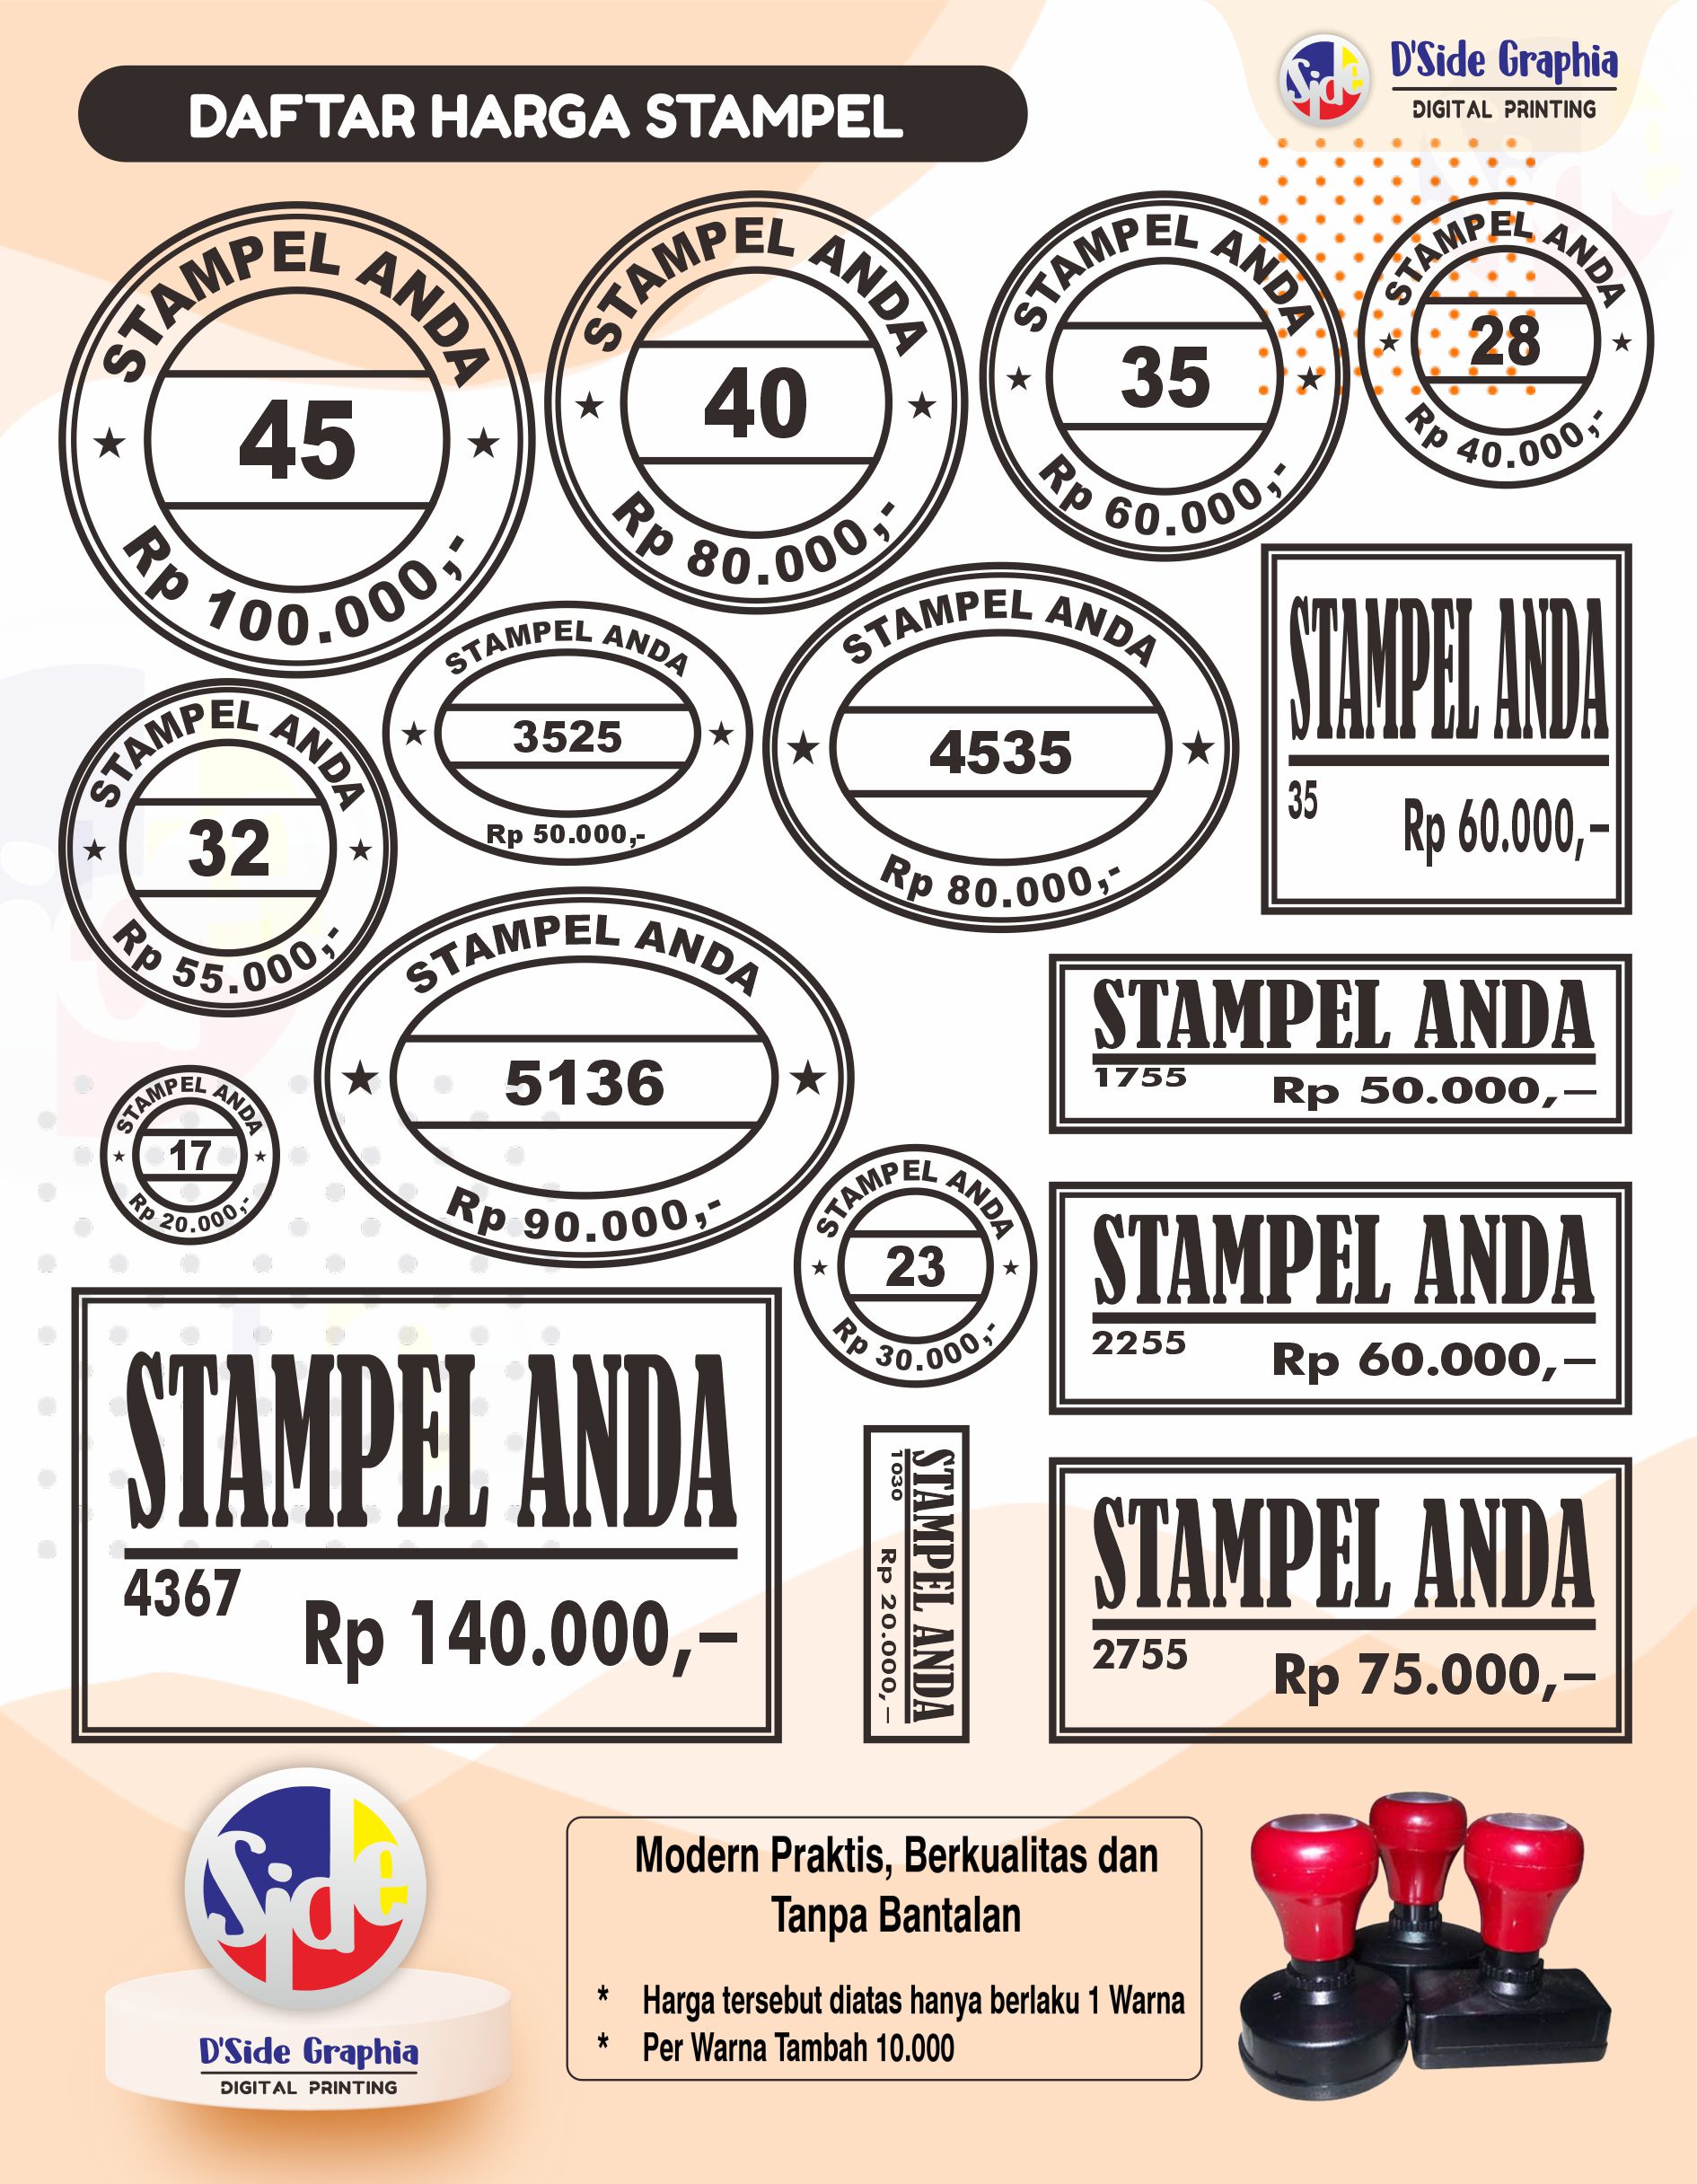 Side
D'Side Graphia
DIGITAL PRINTING
DAFTAR HARGA STAMPEL
STAMPEL ANDA
45
Rp 100.000,-
STAMPEL ANDA
40
Rp 80.000,-
STAMPEL ANDA
35
Rp 60.000,-
STAMPEL ANDA
28
Rp 40.000,-
STAMPEL ANDA
32
Rp 55.000,-
STAMPEL ANDA
3525
Rp 50.000,-
STAMPEL ANDA
4535
Rp 80.000,-
STAMPEL ANDA
35
Rp 60.000,-
STAMPEL ANDA
17
Rp 20.000,-
STAMPEL ANDA
5136
Rp 90.000,-
STAMPEL ANDA
23
Rp 30.000,-
STAMPEL ANDA
1755
Rp 50.000,-
STAMPEL ANDA
2255
Rp 60.000,-
STAMPEL ANDA
4367
Rp 140.000,-
STAMPEL ANDA
1030
Rp 20.000,-
STAMPEL ANDA
2755
Rp 75.000,-
Side
D'Side Graphia
DIGITAL PRINTING
Modern Praktis, Berkualitas dan
Tanpa Bantalan
* Harga tersebut diatas hanya berlaku 1 Warna
* Per Warna Tambah 10.000